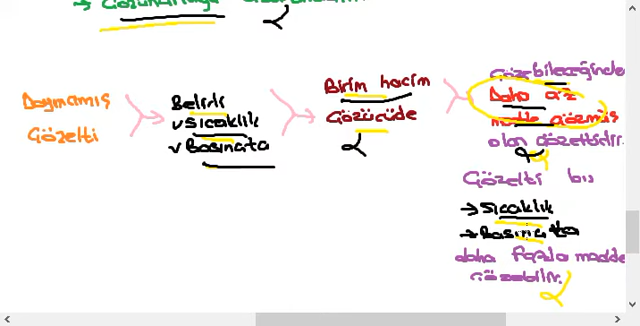 → Çözünürlüğe
Doymamış
Çözelti
Belirli
✓Sıcaklık
✓Basınçta
Birim hacim
Çözücüde
Çözebileceğinden
Daha az
madde çözmüş
olan çözeltidir.
Çözelti bu
→Sıcaklık
→Basınçta
daha fazla madde
Çözebilir.